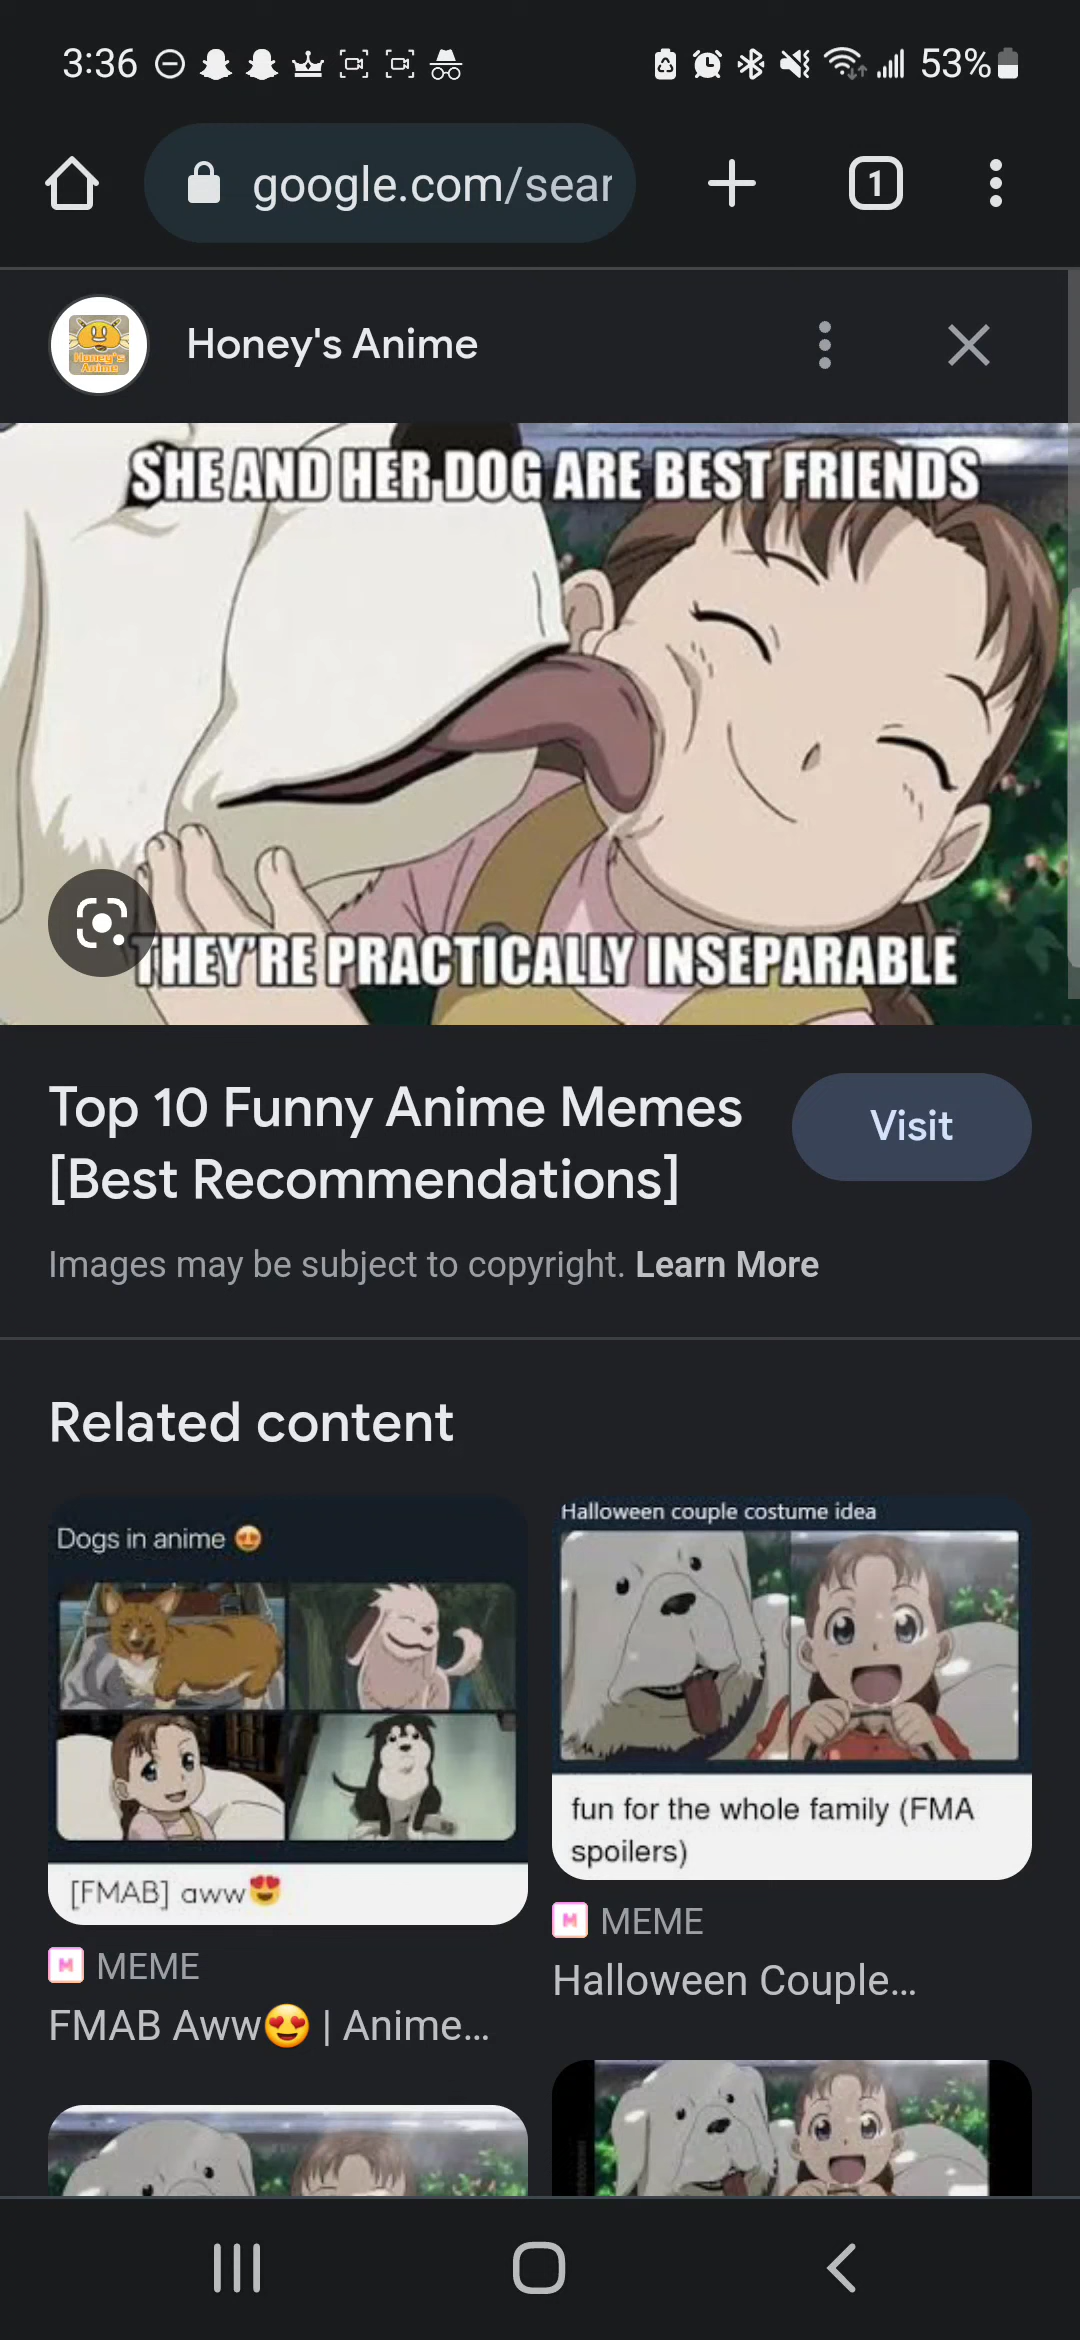 3:36
53%
google.com/sear
1
Honey's Anime
Honey's
Anime
SHE AND HER DOG ARE BEST FRIENDS
THEY'RE PRACTICALLY INSEPARABLE
Top 10 Funny Anime Memes
[Best Recommendations]
Visit
Images may be subject to copyright. Learn More
Related content
Dogs in anime 😍
[FMAB] aww😍
M MEME
FMAB Aww😍 | Anime...
Halloween couple costume idea
fun for the whole family (FMA
spoilers)
M MEME
Halloween Couple...